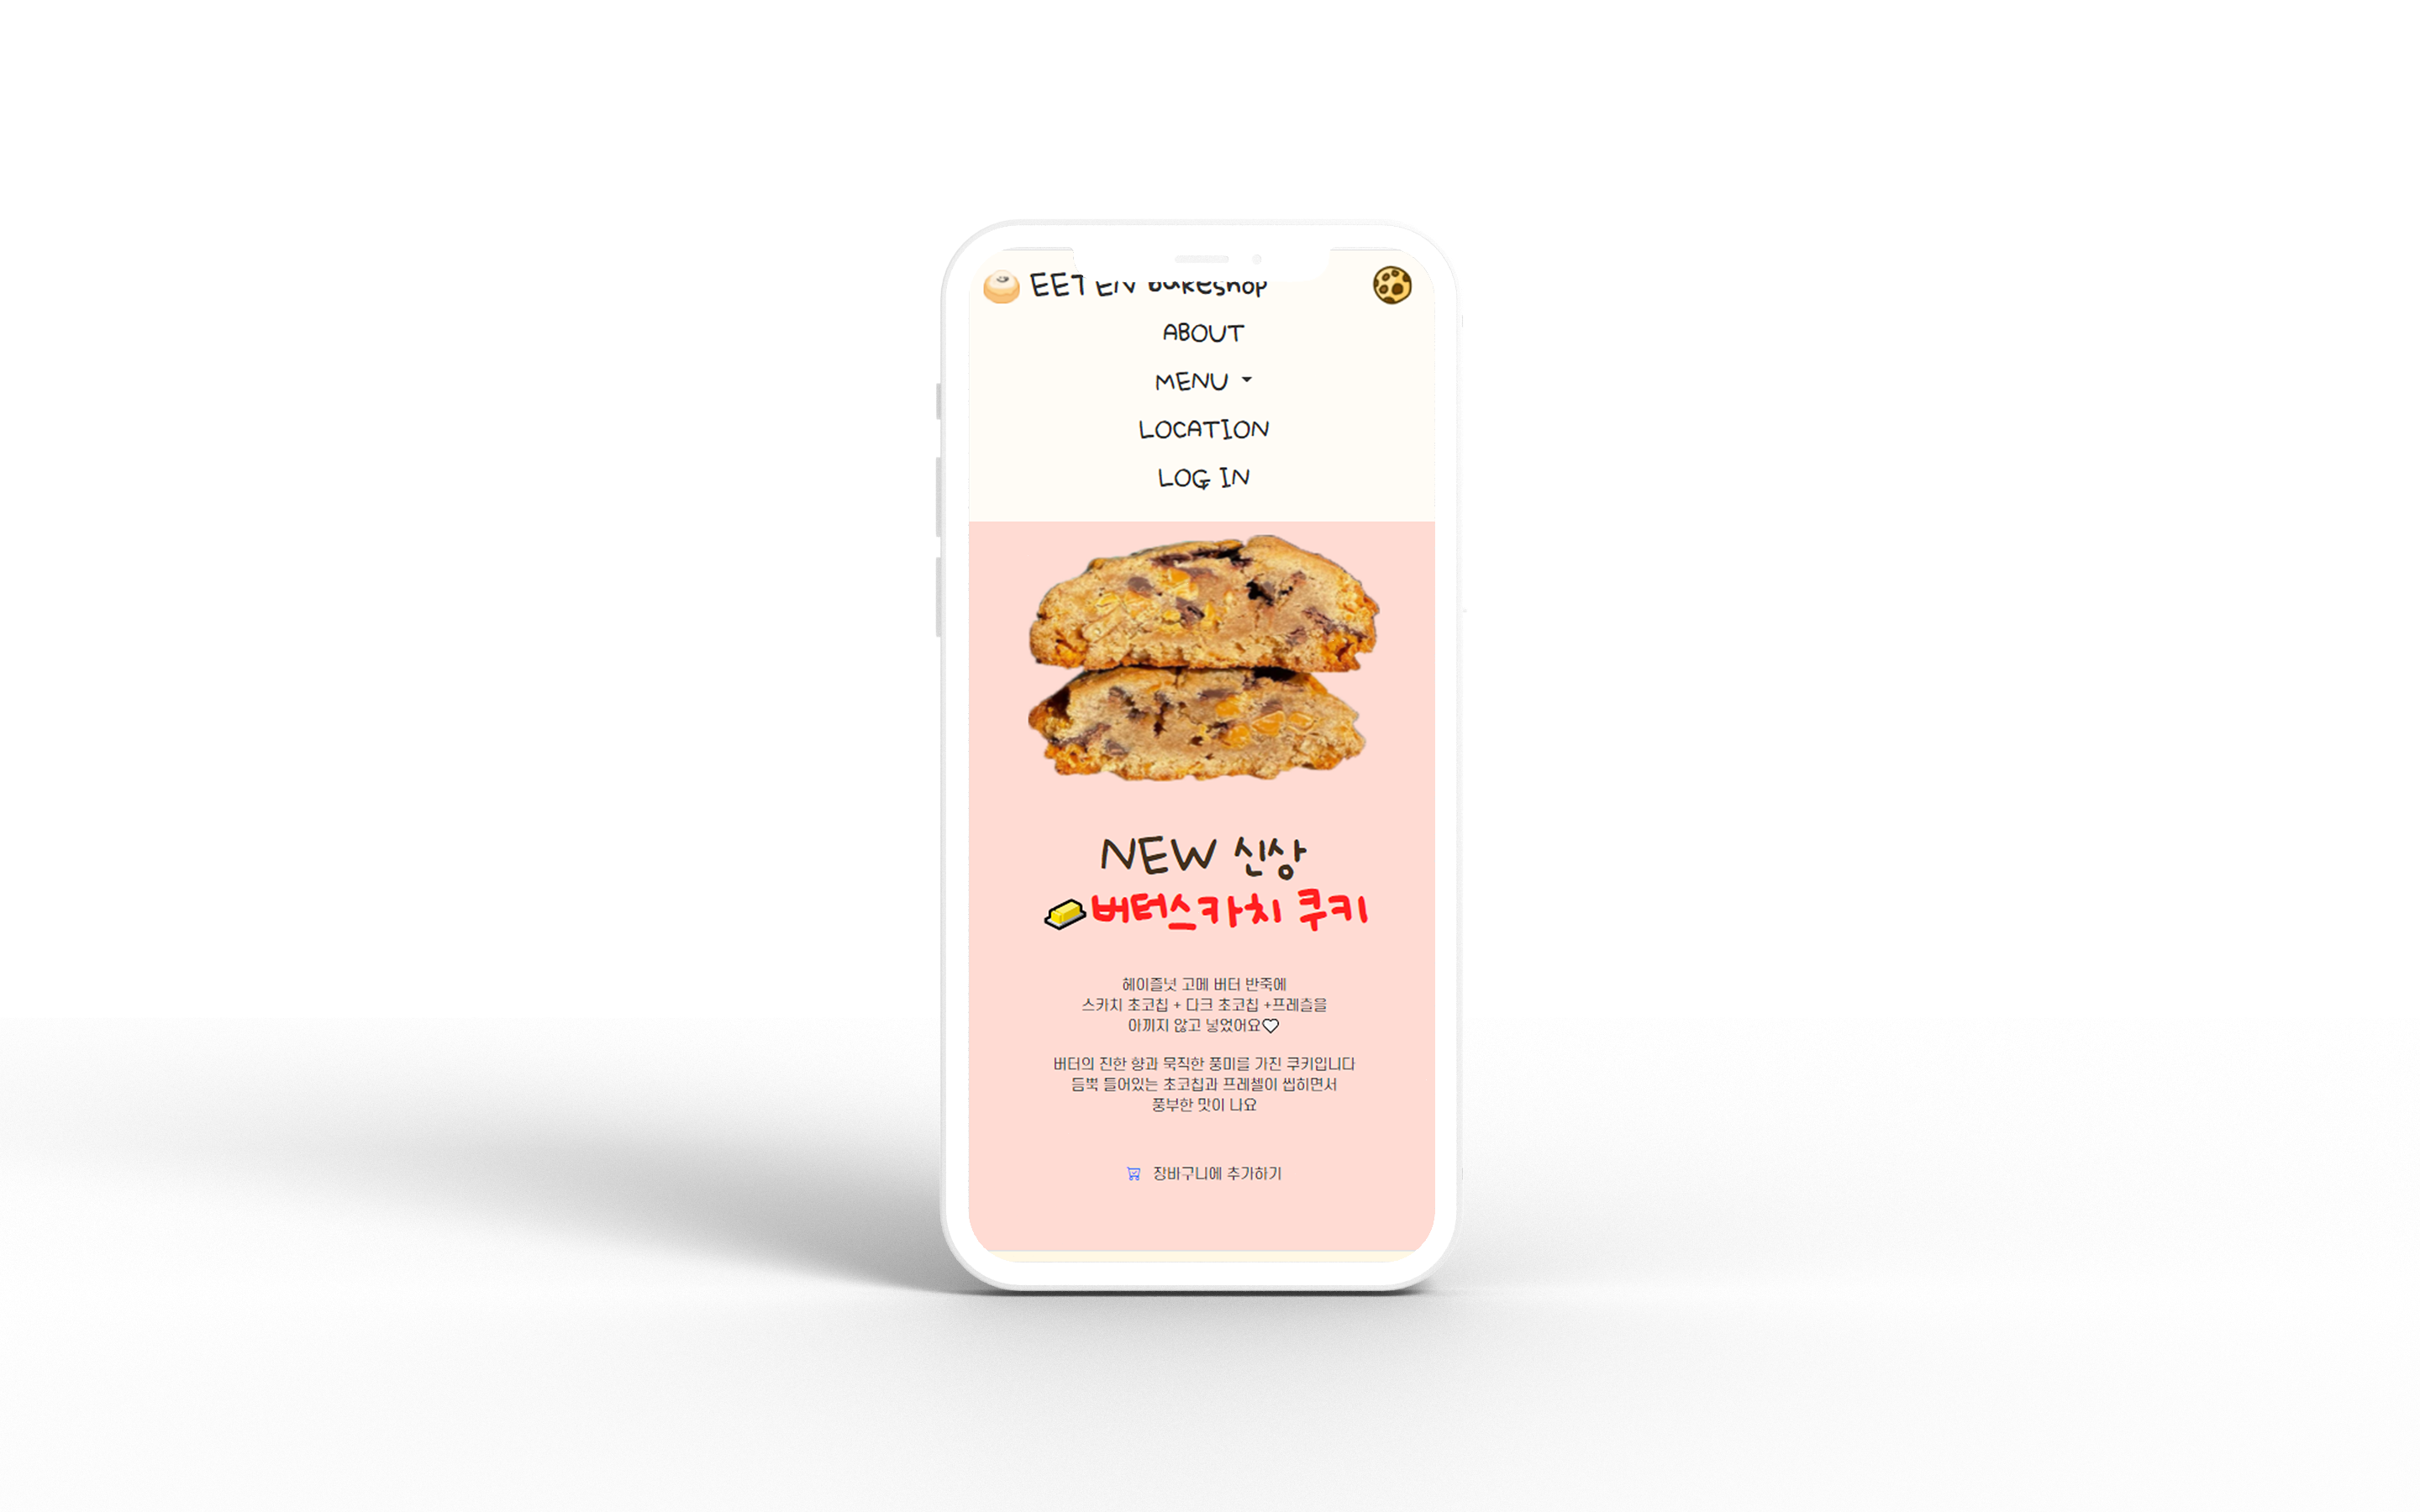 EET EN bakeshop
ABOUT
MENU
LOCATION
LOG IN
NEW 신상
버터스카치 쿠키
헤이즐넛 고메 버터 반죽에
스카치 초코칩 + 다크 초코칩 +프레츨을
아끼지 않고 넣었어요♡
버터의 진한 향과 묵직한 풍미를 가진 쿠키입니다
듬뿍 들어있는 초코칩과 프레첼이 씹히면서
풍부한 맛이 나요
장바구니에 추가하기